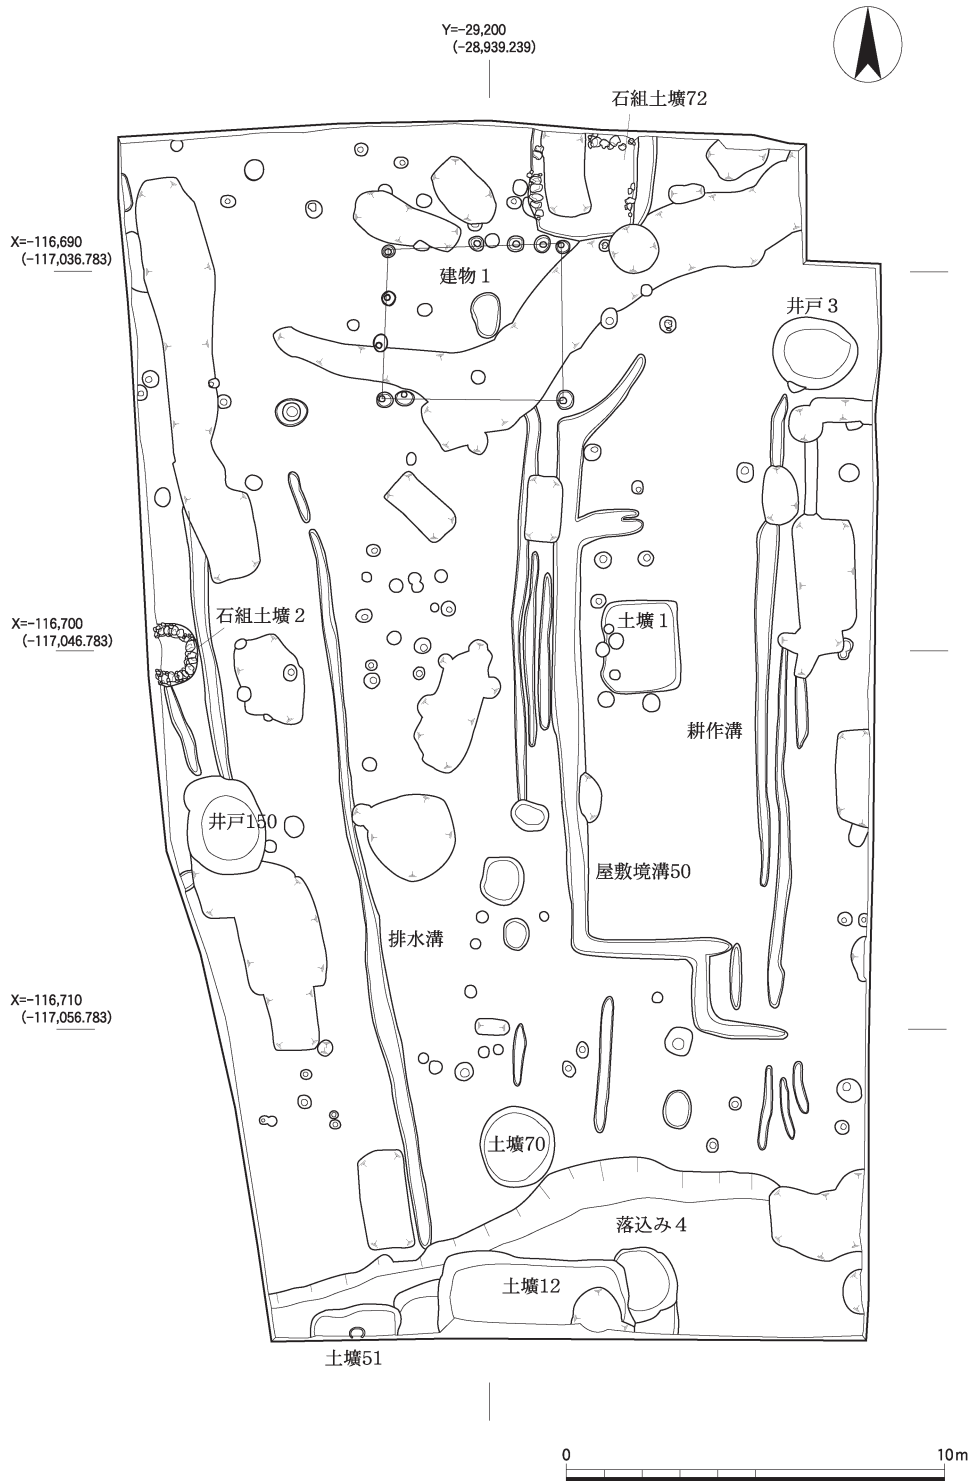 Y=-29,200
(-28,939.239)
石組土壙72
X=-116,690
(-117,036.783)
建物1
井戸3
石組土壙2
土壙1
X=-116,700
(-117,046.783)
耕作溝
井戸150
屋敷境溝50
排水溝
X=-116,710
(-117,056.783)
土壙70
落込み4
土壙12
土壙51
0
10m